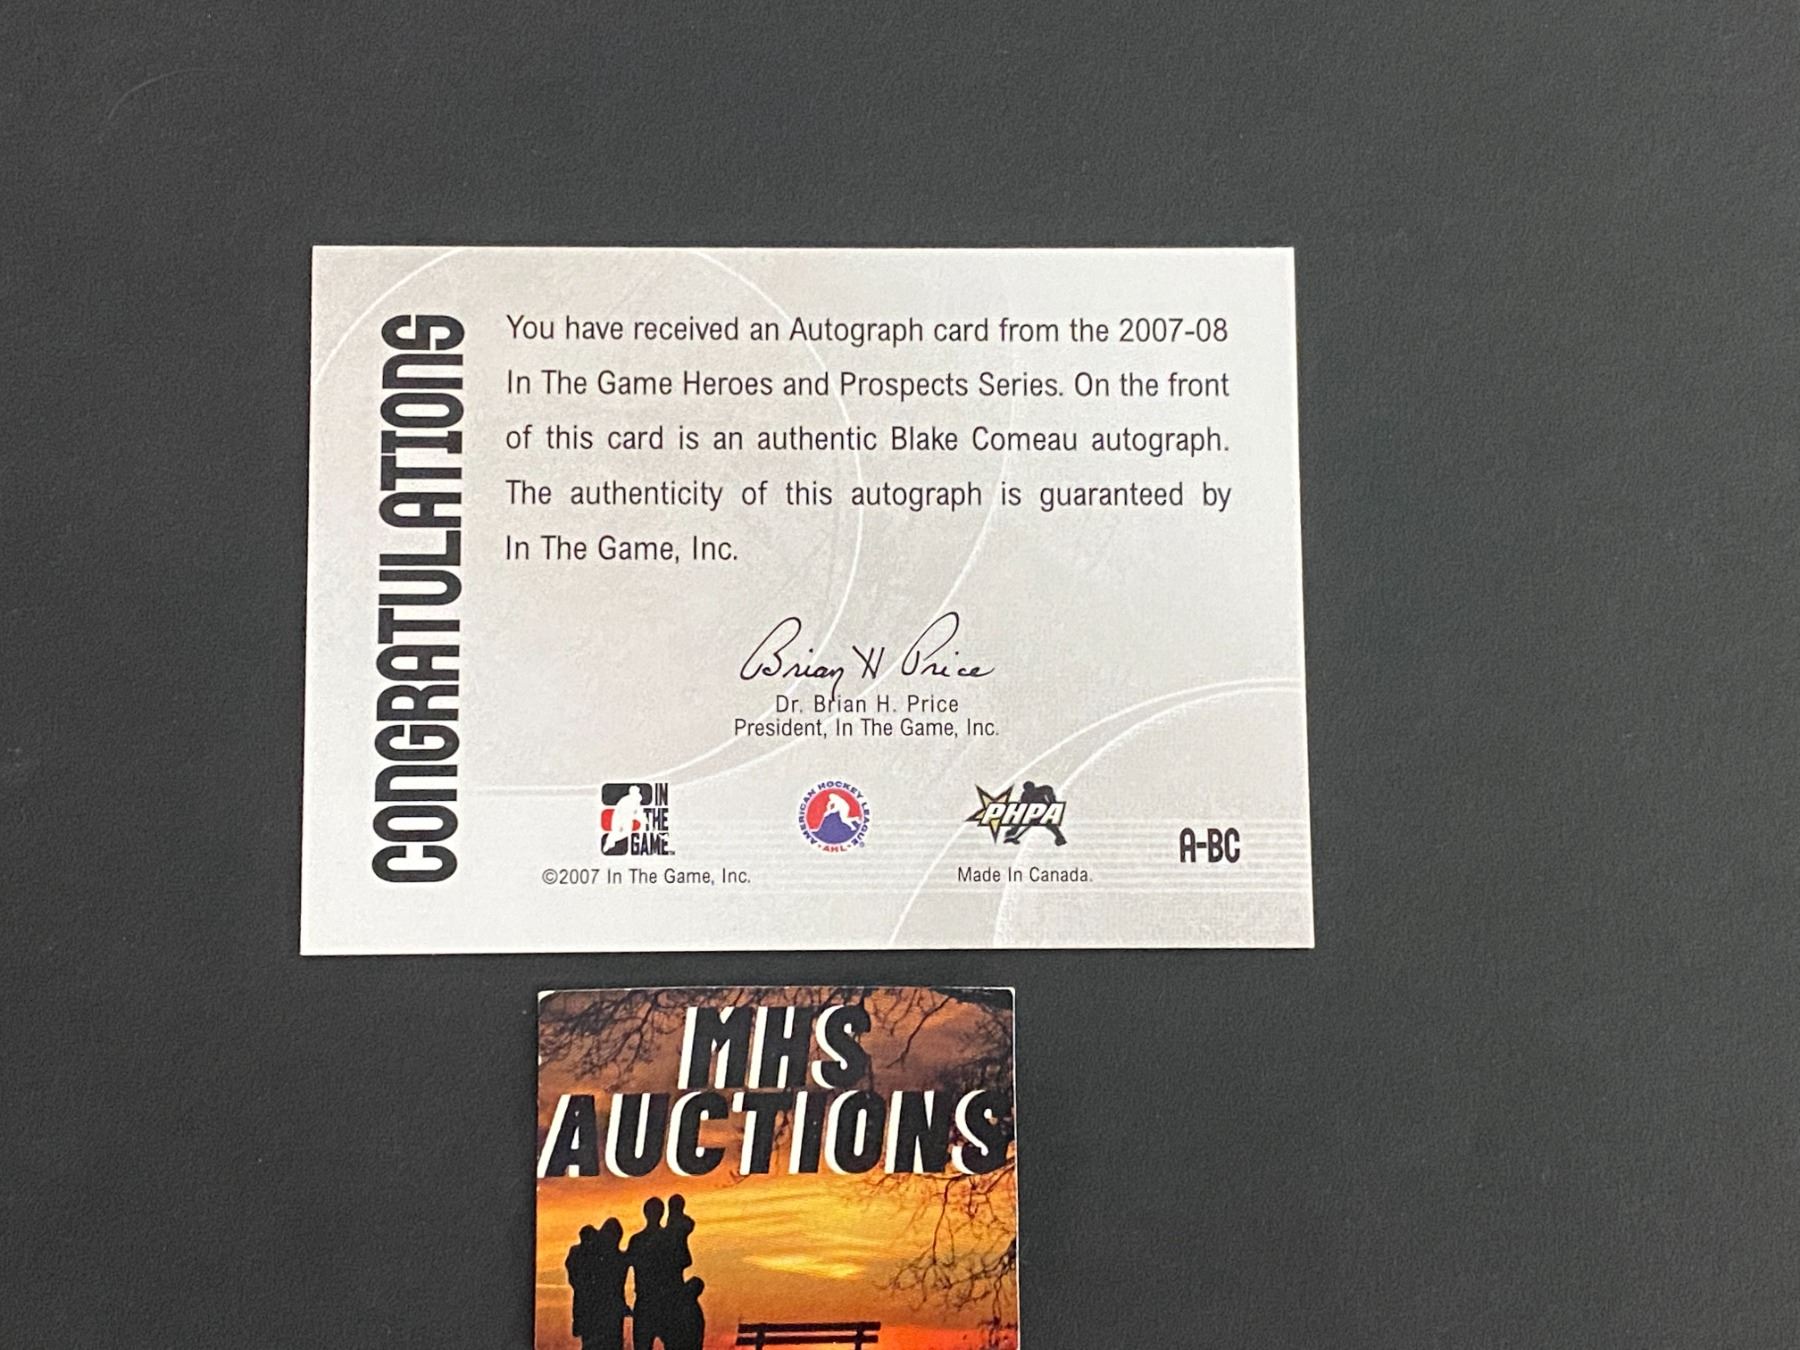 CONGRATULATIONS
You have received an Autograph card from the 2007-08
In The Game Heroes and Prospects Series. On the front
of this card is an authentic Blake Comeau autograph.
The authenticity of this autograph is guaranteed by
In The Game, Inc.
Brian H Price
Dr. Brian H. Price
President, In The Game, Inc.
IN
THE
GAME™
AMERICAN HOCKEY LEAGUE
AHL
PHPA
A-BC
©2007 In The Game, Inc.
Made In Canada.
MHS
AUCTIONS